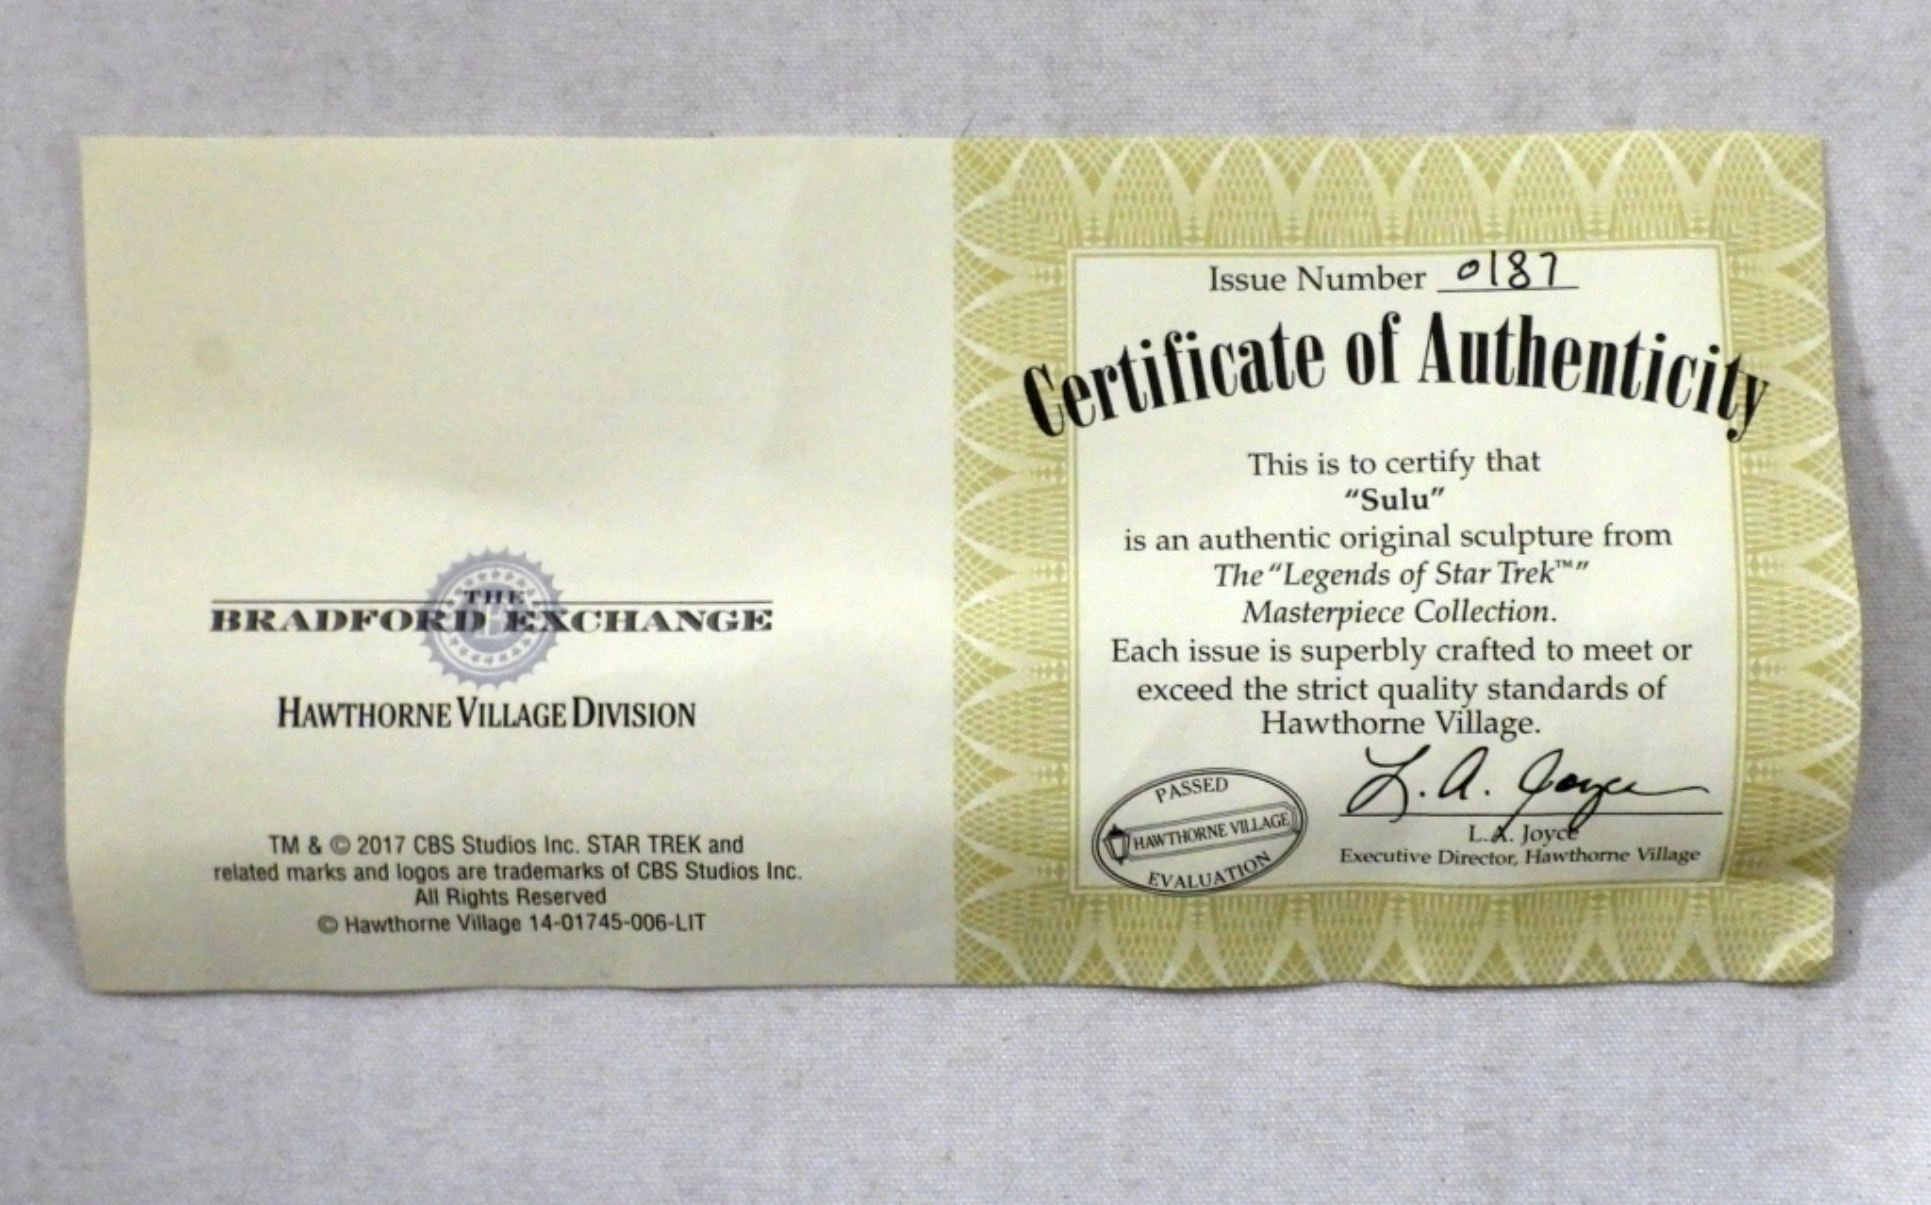 THE
BRADFORD EXCHANGE
HAWTHORNE VILLAGE DIVISION
TM & © 2017 CBS Studios Inc. STAR TREK and
related marks and logos are trademarks of CBS Studios Inc.
All Rights Reserved
© Hawthorne Village 14-01745-006-LIT
Issue Number 0187
Certificate of Authenticity
This is to certify that
“Sulu”
is an authentic original sculpture from
The “Legends of Star Trek™”
Masterpiece Collection.
Each issue is superbly crafted to meet or
exceed the strict quality standards of
Hawthorne Village.
PASSED
HAWTHORNE VILLAGE
EVALUATION
L. A. Joyce
L.A. Joyce
Executive Director, Hawthorne Village